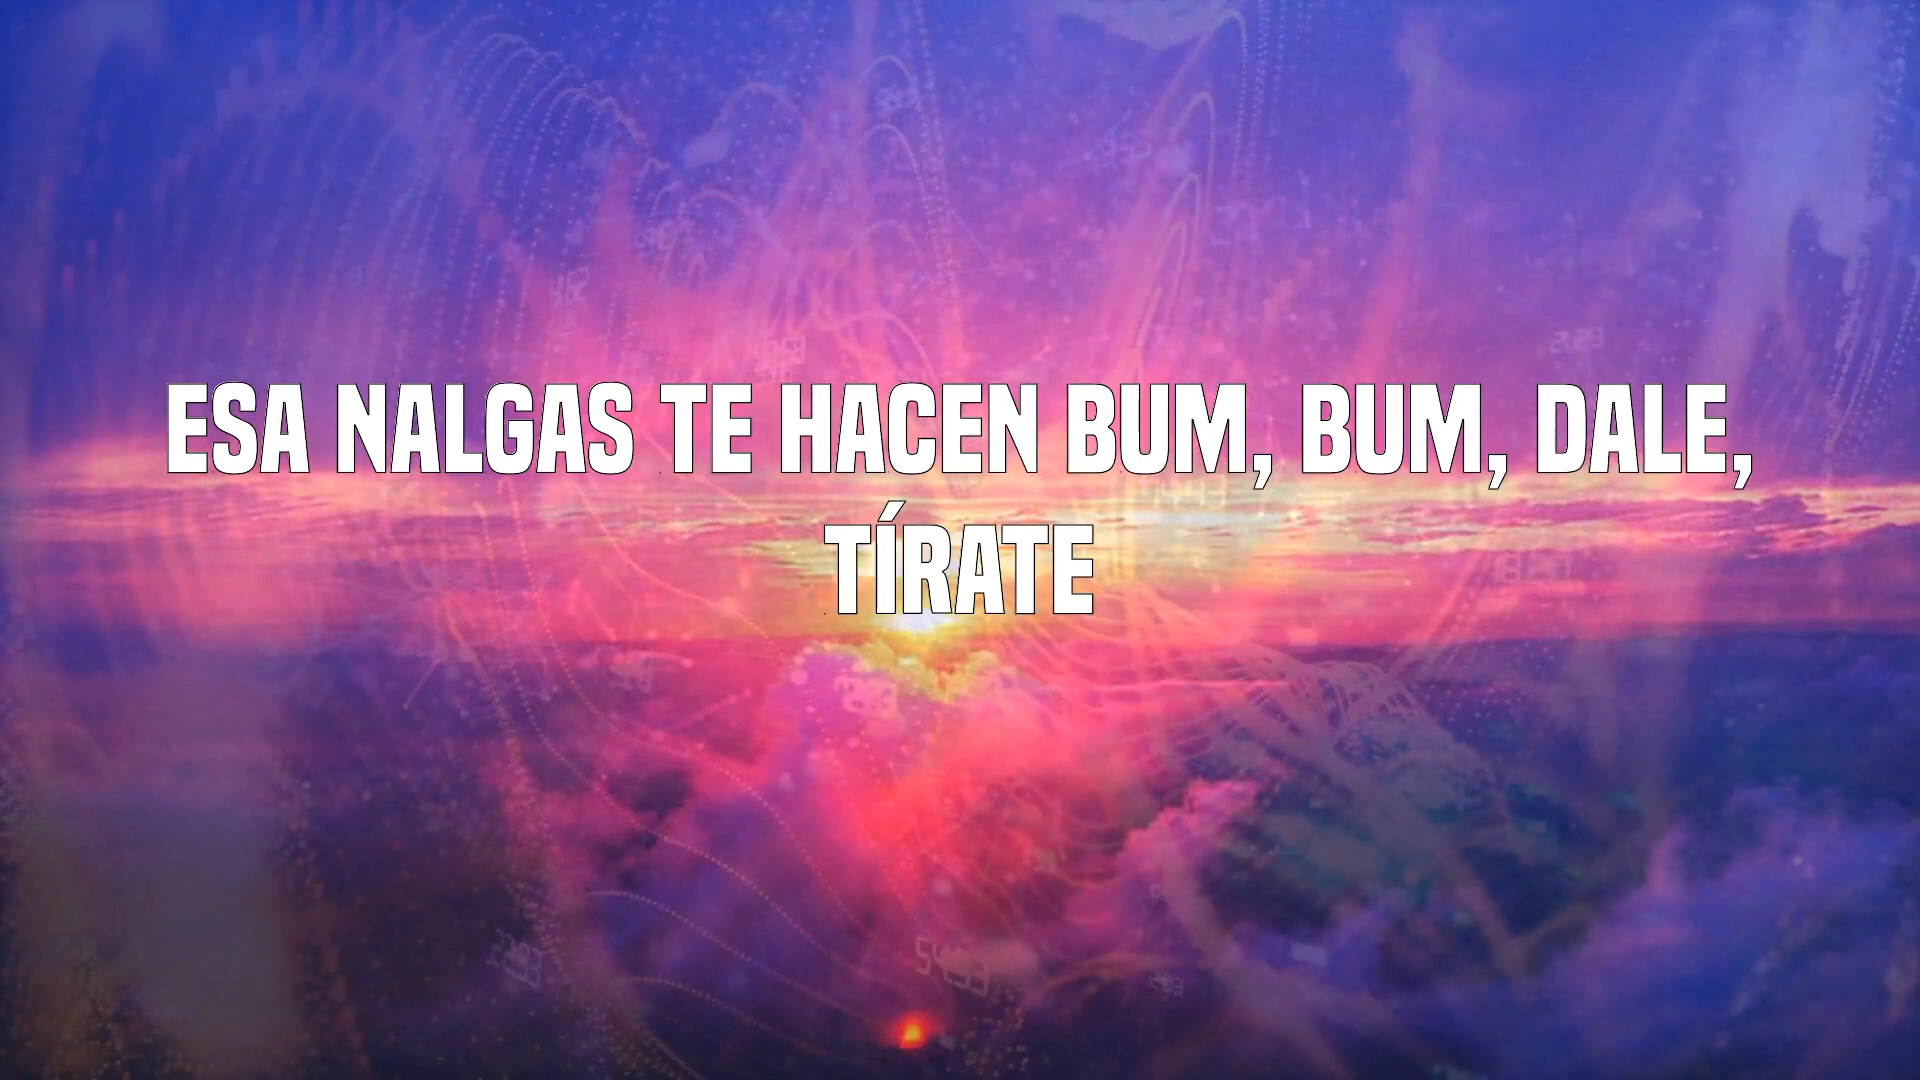 ESA NALGAS TE HACEN BUM, BUM, DALE,
TÍRATE